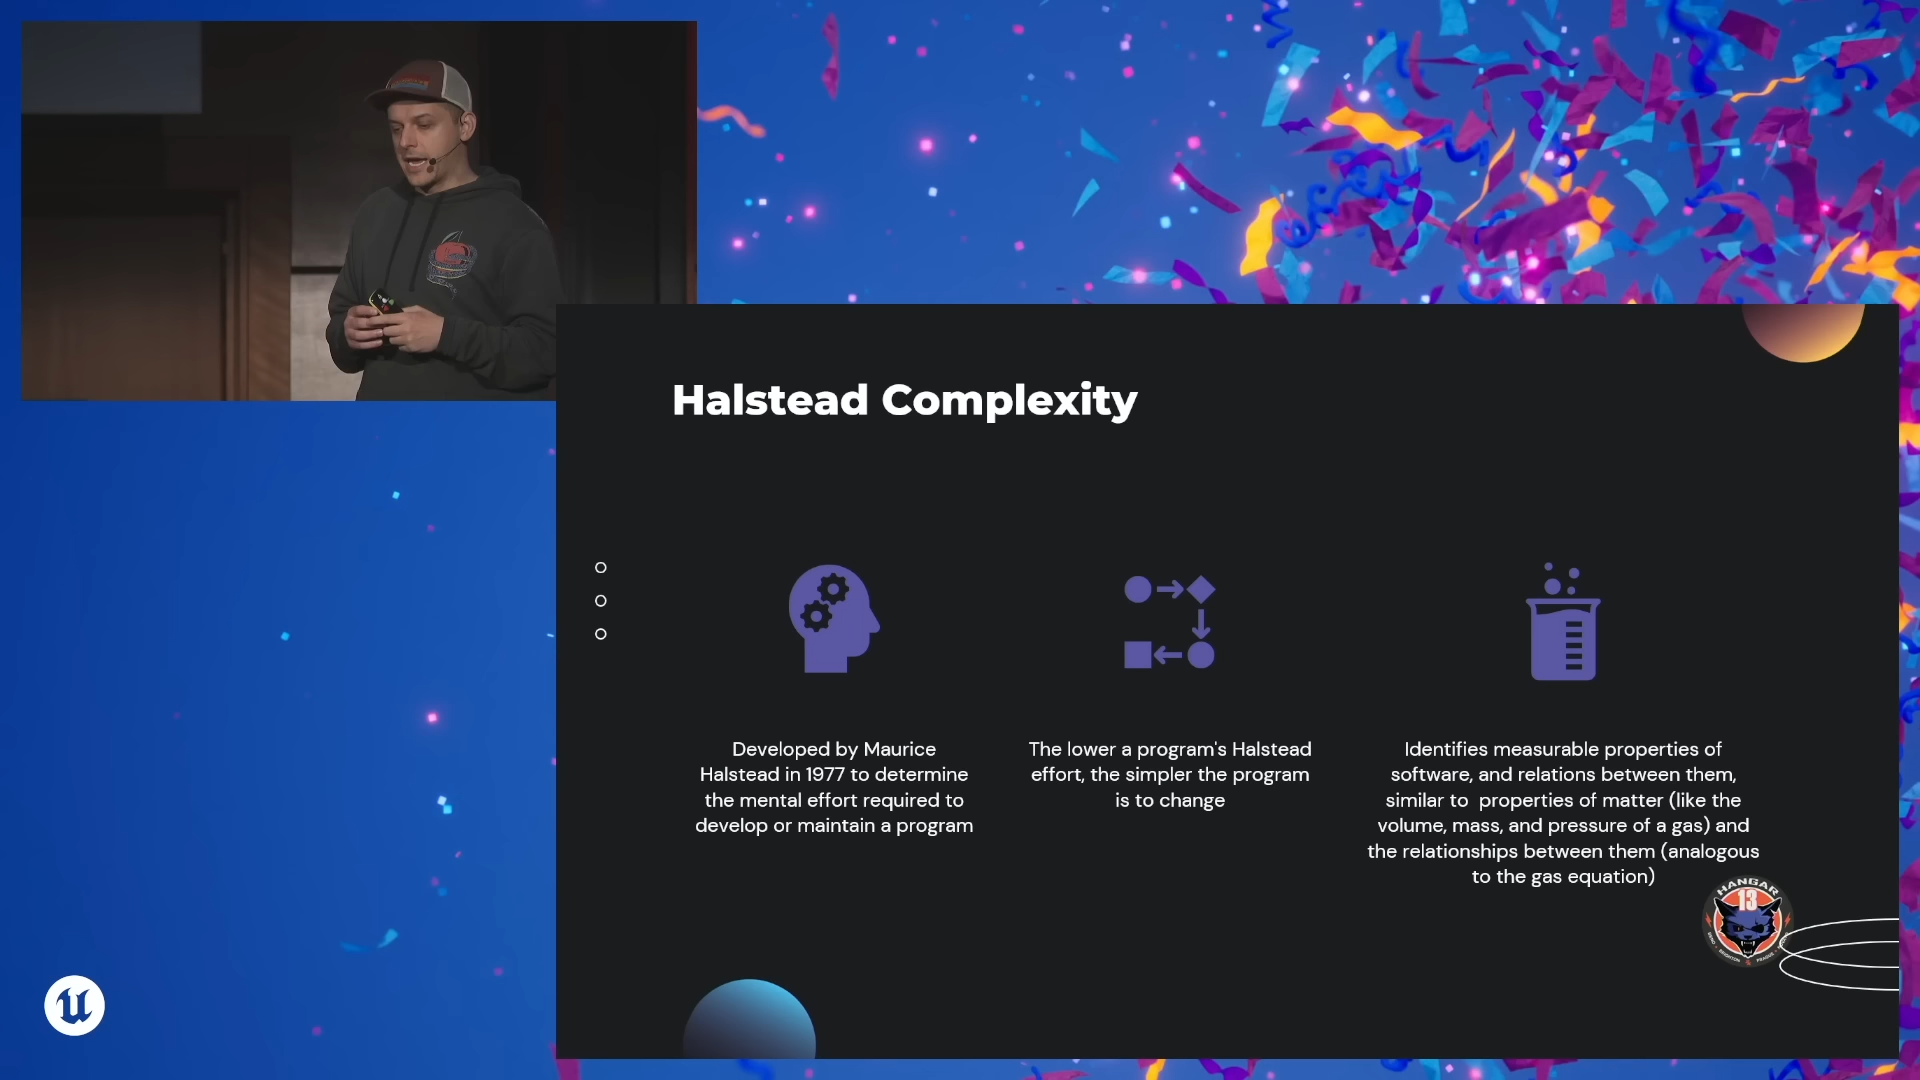 Halstead Complexity
Developed by Maurice
Halstead in 1977 to determine
the mental effort required to
develop or maintain a program
The lower a program's Halstead
effort, the simpler the program
is to change
Identifies measurable properties of
software, and relations between them,
similar to properties of matter (like the
volume, mass, and pressure of a gas) and
the relationships between them (analogous
to the gas equation)
HANGAR
13